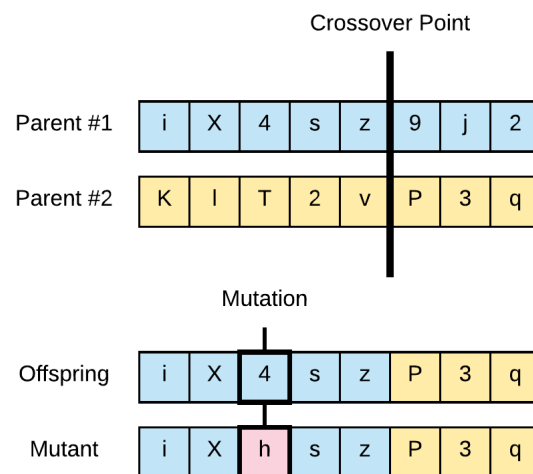 Crossover Point
Parent #1 i X 4 s z 9 j 2
Parent #2 K l T 2 v P 3 q
Mutation
Offspring i X 4 s z P 3 q
Mutant i X h s z P 3 q